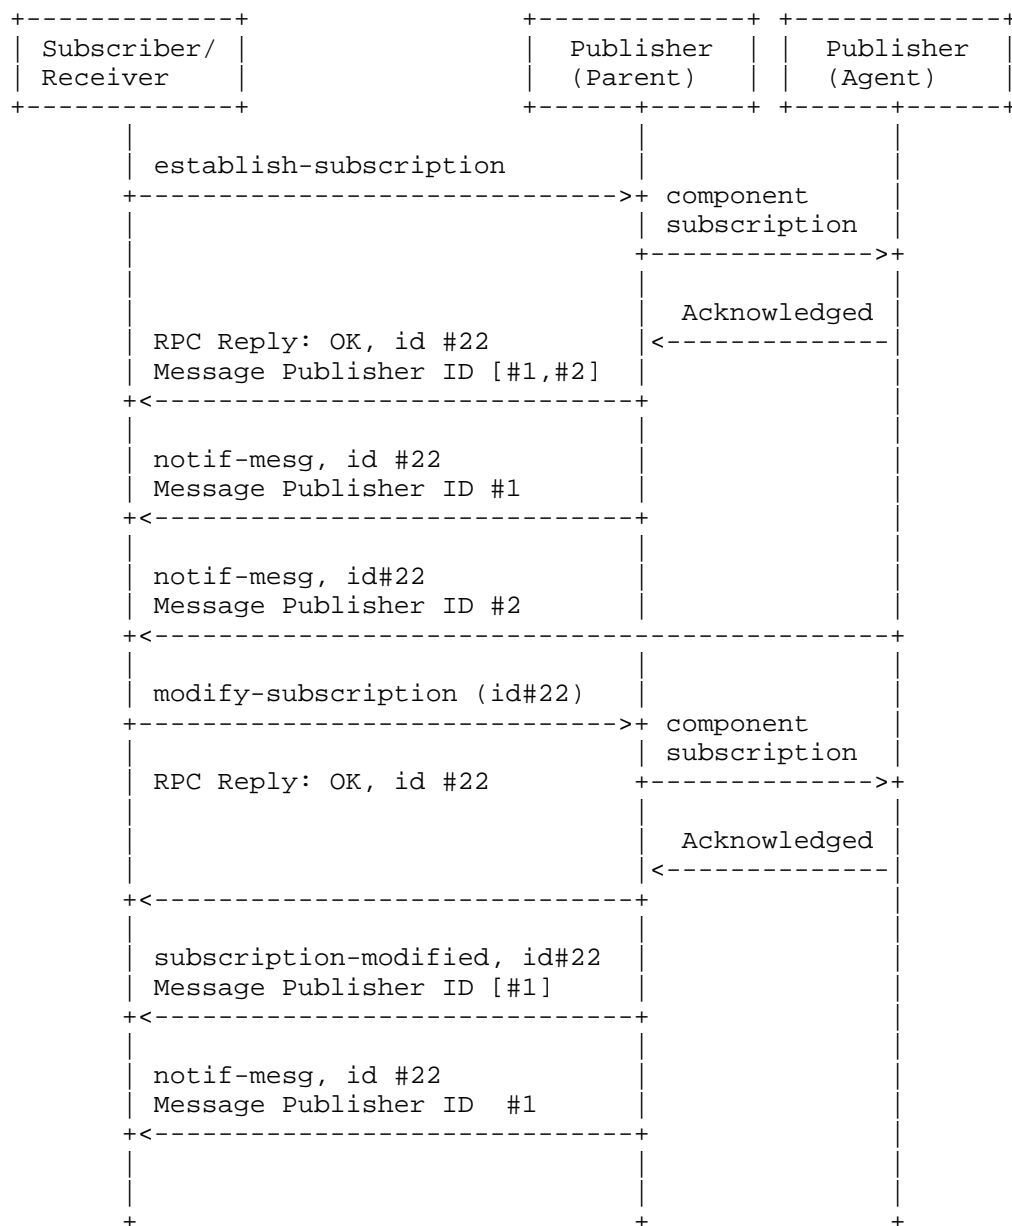 Subscriber/ Publisher Publisher
Receiver (Parent) (Agent)
establish-subscription
component
subscription
Acknowledged
RPC Reply: OK, id #22
Message Publisher ID [#1,#2]
notif-mesg, id #22
Message Publisher ID #1
notif-mesg, id#22
Message Publisher ID #2
modify-subscription (id#22)
component
subscription
RPC Reply: OK, id #22
Acknowledged
subscription-modified, id#22
Message Publisher ID [#1]
notif-mesg, id #22
Message Publisher ID  #1